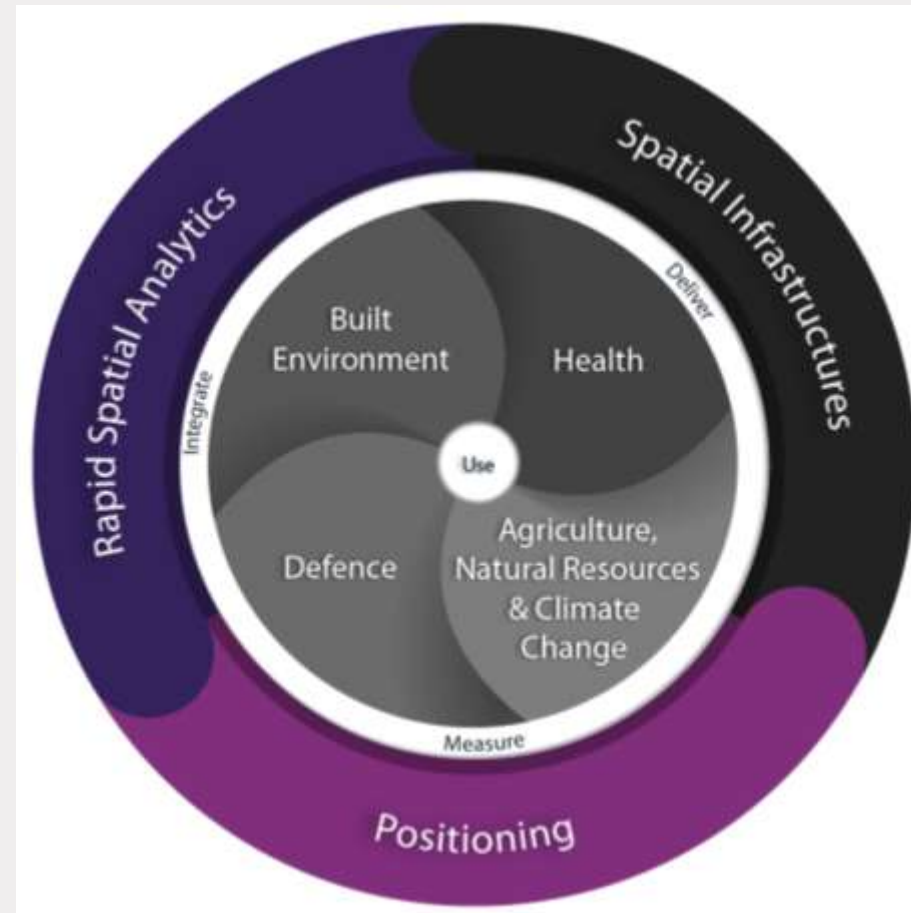 Spatial Infrastructures
Rapid Spatial Analytics
Positioning
Deliver
Integrate
Measure
Built
Environment
Health
Use
Defence
Agriculture,
Natural Resources
& Climate
Change